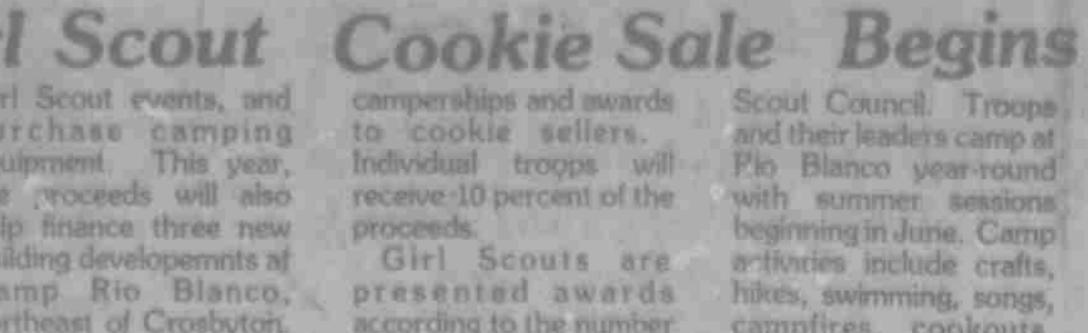 l Scout Cookie Sale Begins
rl Scout events, and
urchase camping
uipment. This year,
e proceeds will also
lp finance three new
ilding developemnts at
amp Rio Blanco,
ortheast of Crosbyton.
camperships and awards
to cookie sellers.
Individual troops will
receive 10 percent of the
proceeds.
Girl Scouts are
presented awards
according to the number
Scout Council. Troops
and their leaders camp at
Rio Blanco year-round
with summer sessions
beginning in June. Camp
activities include crafts,
hikes, swimming, songs,
campfires, cookouts,